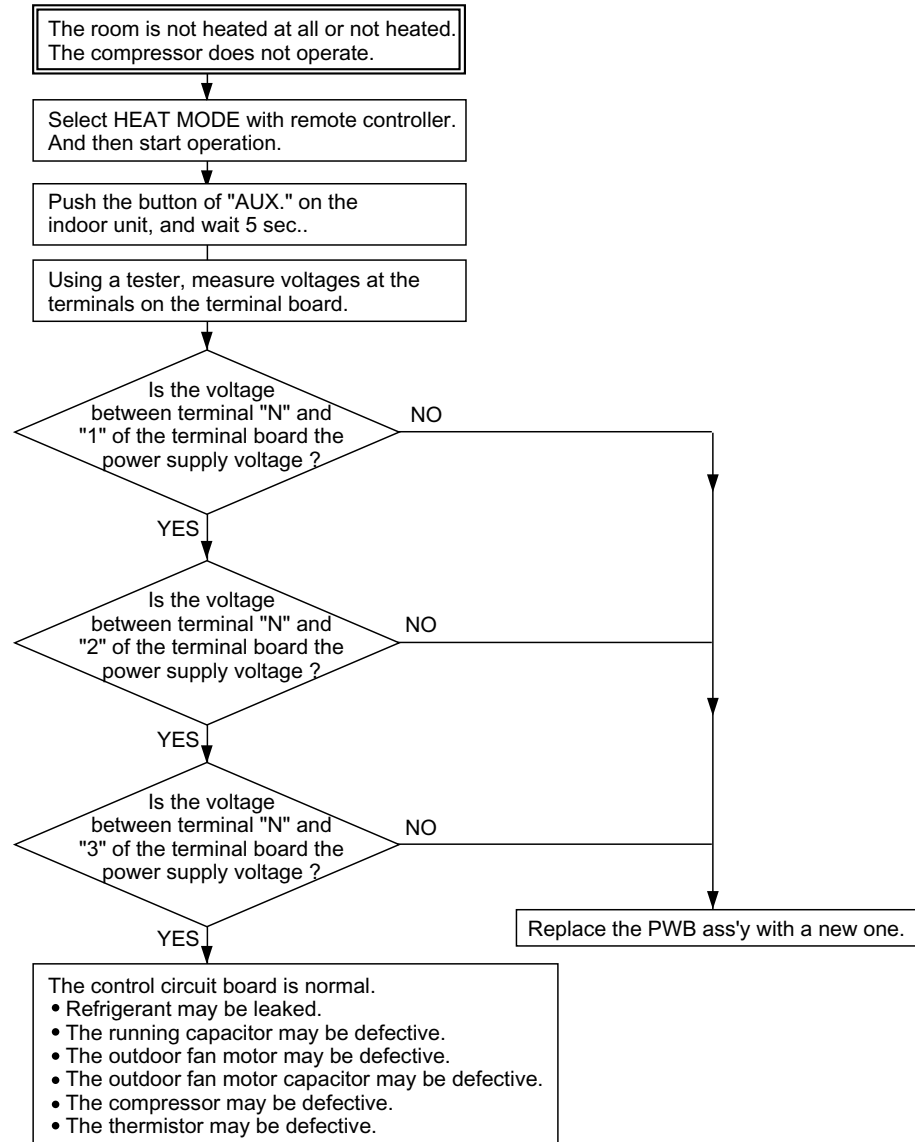 The room is not heated at all or not heated.
The compressor does not operate.
Select HEAT MODE with remote controller.
And then start operation.
Push the button of "AUX." on the
indoor unit, and wait 5 sec..
Using a tester, measure voltages at the
terminals on the terminal board.
Is the voltage
between terminal "N" and
"1" of the terminal board the
power supply voltage ?
NO
YES
Is the voltage
between terminal "N" and
"2" of the terminal board the
power supply voltage ?
NO
YES
Is the voltage
between terminal "N" and
"3" of the terminal board the
power supply voltage ?
NO
YES
Replace the PWB ass'y with a new one.
The control circuit board is normal.
• Refrigerant may be leaked.
• The running capacitor may be defective.
• The outdoor fan motor may be defective.
• The outdoor fan motor capacitor may be defective.
• The compressor may be defective.
• The thermistor may be defective.